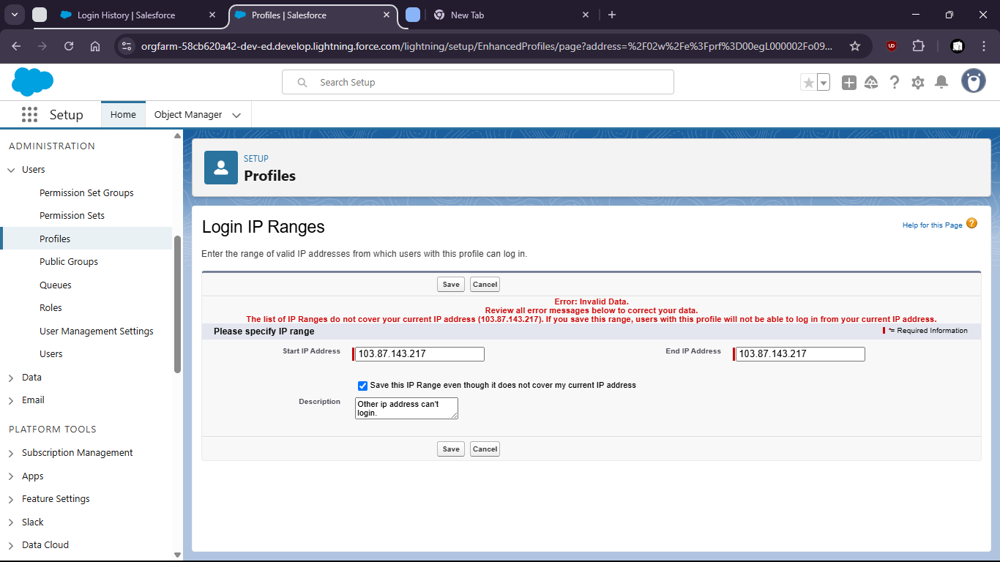 Login History | Salesforce
Profiles | Salesforce
New Tab
orgfarm-58cb620a42-dev-ed.develop.lightning.force.com/lightning/setup/EnhancedProfiles/page?address=%2F02w%2Fe%3Fprf%3D00egL000002Fo09...
Search Setup
Setup
Home
Object Manager
ADMINISTRATION
Users
Permission Set Groups
Permission Sets
Profiles
Public Groups
Queues
Roles
User Management Settings
Users
Data
Email
PLATFORM TOOLS
Subscription Management
Apps
Feature Settings
Slack
Data Cloud
SETUP
Profiles
Login IP Ranges
Help for this Page
Enter the range of valid IP addresses from which users with this profile can log in.
Save Cancel
Error: Invalid Data.
Review all error messages below to correct your data.
The list of IP Ranges do not cover your current IP address (103.87.143.217). If you save this range, users with this profile will not be able to log in from your current IP address.
Please specify IP range
*= Required Information
Start IP Address 103.87.143.217
End IP Address 103.87.143.217
Save this IP Range even though it does not cover my current IP address
Description
Other ip address can't
login.
Save Cancel